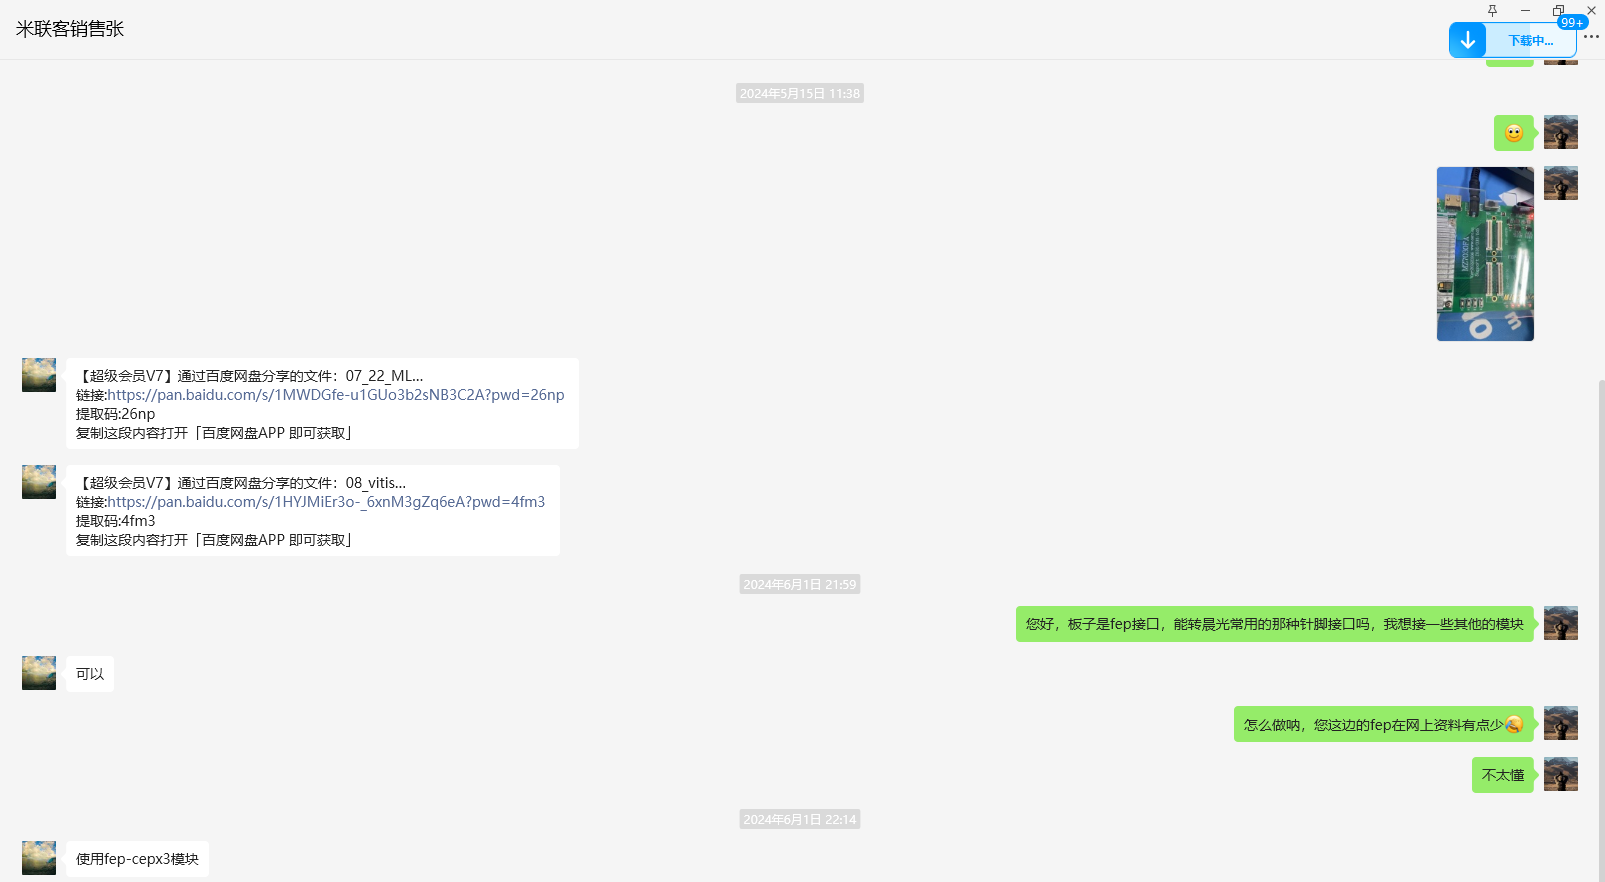 米联客销售张
99+
下载中...
2024年5月15日 11:38
【超级会员V7】通过百度网盘分享的文件：07_22_ML...
链接:https://pan.baidu.com/s/1MWDGfe-u1GUo3b2sNB3C2A?pwd=26np
提取码:26np
复制这段内容打开「百度网盘APP 即可获取」
【超级会员V7】通过百度网盘分享的文件：08_vitis...
链接:https://pan.baidu.com/s/1HYJMiEr3o-_6xnM3gZq6eA?pwd=4fm3
提取码:4fm3
复制这段内容打开「百度网盘APP 即可获取」
2024年6月1日 21:59
您好，板子是fep接口，能转晨光常用的那种针脚接口吗，我想接一些其他的模块
可以
怎么做呐，您这边的fep在网上资料有点少
不太懂
2024年6月1日 22:14
使用fep-cepx3模块